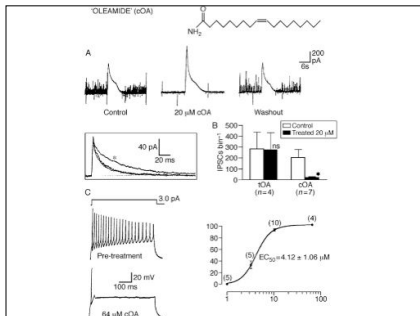 'OLEAMIDE' (cOA)
O
NH2
A
200
pA
6s
Control
20 µM cOA
Washout
40 pA
20 ms
*
B
Control
Treated 20 µM
IPSCs bin⁻¹
500
400
300
200
100
0
ns
*
tOA
(n=4)
cOA
(n=7)
C
3.0 pA
Pre-treatment
20 mV
100 ms
64 µM cOA
100
80
60
40
20
0
(5)
(5)
(10)
(4)
EC50=4.12 ± 1.06 µM
1
10
100